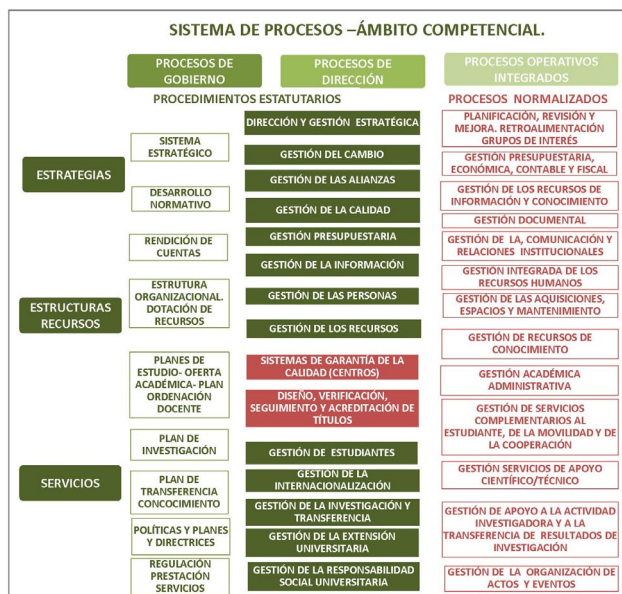 SISTEMA DE PROCESOS –ÁMBITO COMPETENCIAL.
PROCESOS DE
GOBIERNO
PROCESOS DE
DIRECCIÓN
PROCESOS OPERATIVOS
INTEGRADOS
PROCEDIMIENTOS ESTATUTARIOS
PROCESOS NORMALIZADOS
ESTRATEGIAS
ESTRUCTURAS
RECURSOS
SERVICIOS
SISTEMA
ESTRATÉGICO
DESARROLLO
NORMATIVO
RENDICIÓN DE
CUENTAS
ESTRUTURA
ORGANIZACIONAL.
DOTACIÓN DE
RECURSOS
PLANES DE
ESTUDIO- OFERTA
ACADÉMICA- PLAN
ORDENACIÓN
DOCENTE
PLAN DE
INVESTIGACIÓN
PLAN DE
TRANSFERENCIA
CONCOCIMIENTO
POLÍTICAS Y PLANES
Y DIRECTRICES
REGULACIÓN
PRESTACIÓN
SERVICIOS
DIRECCIÓN Y GESTIÓN ESTRATÉGICA
GESTIÓN DEL CAMBIO
GESTIÓN DE LAS ALIANZAS
GESTIÓN DE LA CALIDAD
GESTIÓN PRESUPUESTARIA
GESTIÓN DE LA INFORMACIÓN
GESTIÓN DE LAS PERSONAS
GESTIÓN DE LOS RECURSOS
SISTEMAS DE GARANTÍA DE LA
CALIDAD (CENTROS)
DISEÑO, VERIFICACIÓN,
SEGUIMIENTO Y ACREDITACIÓN DE
TÍTULOS
GESTIÓN DE ESTUDIANTES
GESTIÓN DE LA
INTERNACIONALIZACIÓN
GESTIÓN DE LA INVESTIGACIÓN Y
TRANSFERENCIA
GESTIÓN DE LA EXTENSIÓN
UNIVERSITARIA
GESTIÓN DE LA RESPONSABILIDAD
SOCIAL UNIVERSITARIA
PLANIFICACIÓN, REVISIÓN Y
MEJORA. RETROALIMENTACIÓN
GRUPOS DE INTERÉS
GESTIÓN PRESUPUESTARIA,
ECONÓMICA, CONTABLE Y FISCAL
GESTIÓN DE LOS RECURSOS DE
INFORMACIÓN Y CONOCIMIENTO
GESTIÓN DOCUMENTAL
GESTIÓN DE LA, COMUNICACIÓN Y
RELACIONES INSTITUCIONALES
GESTIÓN INTEGRADA DE LOS
RECURSOS HUMANOS
GESTIÓN DE LAS AQUISICIONES,
ESPACIOS Y MANTENIMIENTO
GESTIÓN DE RECURSOS DE
CONOCIMIENTO
GESTIÓN ACADÉMICA
ADMINISTRATIVA
GESTIÓN DE SERVICIOS
COMPLEMENTARIOS AL
ESTUDIANTE, DE LA MOVILIDAD Y DE
LA COOPERACIÓN
GESTIÓN SERVICIOS DE APOYO
CIENTÍFICO/TÉCNICO
GESTIÓN DE APOYO A LA ACTIVIDAD
INVESTIGADORA Y A LA
TRANSFERENCIA DE RESULTADOS DE
INVESTIGACIÓN
GESTIÓN DE LA ORGANIZACIÓN DE
ACTOS Y EVENTOS